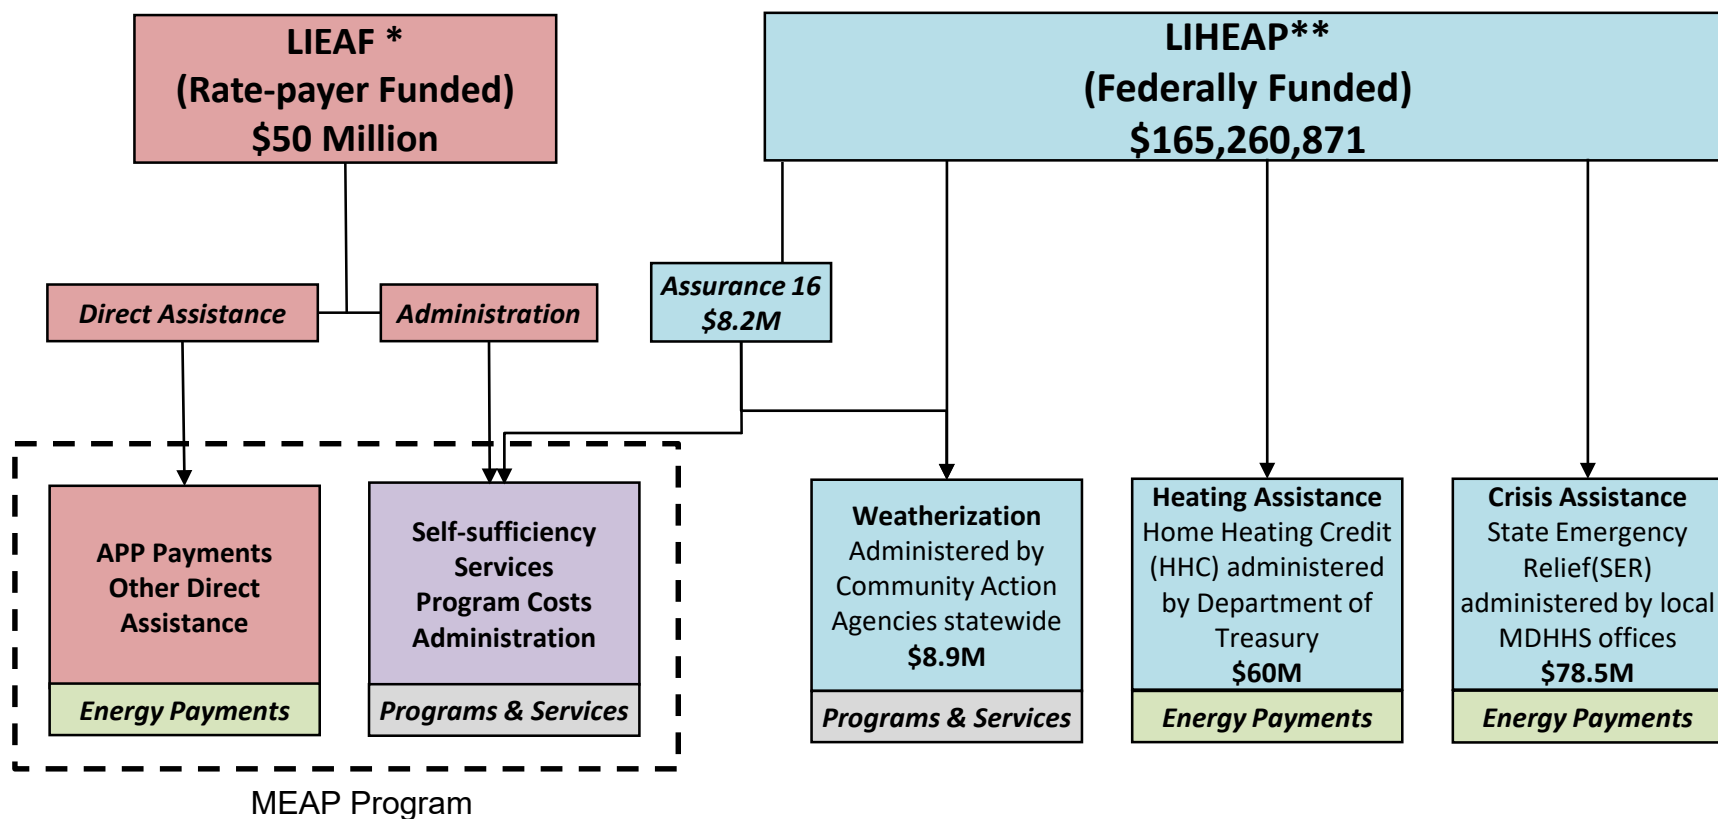 LIEAF *
(Rate-payer Funded)
$50 Million
LIHEAP**
(Federally Funded)
$165,260,871
Direct Assistance
Administration
Assurance 16
$8.2M
APP Payments
Other Direct
Assistance
Energy Payments
Self-sufficiency
Services
Program Costs
Administration
Programs & Services
Weatherization
Administered by
Community Action
Agencies statewide
$8.9M
Programs & Services
Heating Assistance
Home Heating Credit
(HHC) administered
by Department of
Treasury
$60M
Energy Payments
Crisis Assistance
State Emergency
Relief(SER)
administered by local
MDHHS offices
$78.5M
Energy Payments
MEAP Program